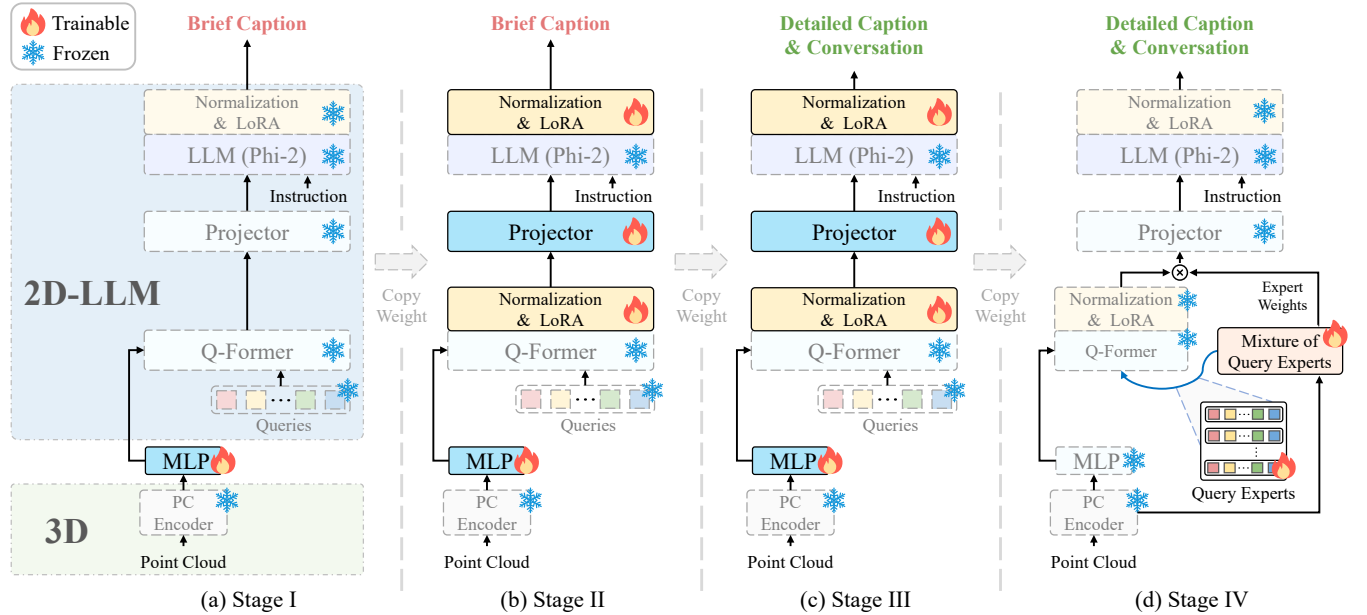 Trainable
Frozen
Brief Caption
Normalization
& LoRA
LLM (Phi-2)
Instruction
Projector
2D-LLM
Q-Former
Queries
MLP
3D
PC
Encoder
Point Cloud
(a) Stage I
Copy
Weight
Brief Caption
Normalization
& LoRA
LLM (Phi-2)
Instruction
Projector
Normalization
& LoRA
Q-Former
Queries
MLP
PC
Encoder
Point Cloud
(b) Stage II
Copy
Weight
Detailed Caption
& Conversation
Normalization
& LoRA
LLM (Phi-2)
Instruction
Projector
Normalization
& LoRA
Q-Former
Queries
MLP
PC
Encoder
Point Cloud
(c) Stage III
Copy
Weight
Detailed Caption
& Conversation
Normalization
& LoRA
LLM (Phi-2)
Instruction
Projector
Expert
Weights
Normalization
& LoRA
Q-Former
Mixture of
Query Experts
Query Experts
MLP
PC
Encoder
Point Cloud
(d) Stage IV